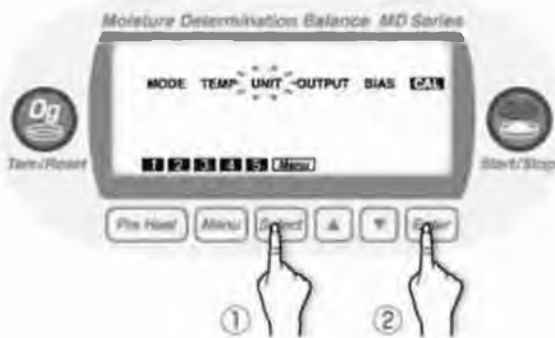 Moisture Determination Balance MD Series
MODE TEMP UNIT OUTPUT BIAS CAL
0g
Tare/Reset
Start/Stop
1 2 3 4 5 Menu
Pre Heat Menu Select ▲ ▼ Enter
① ②